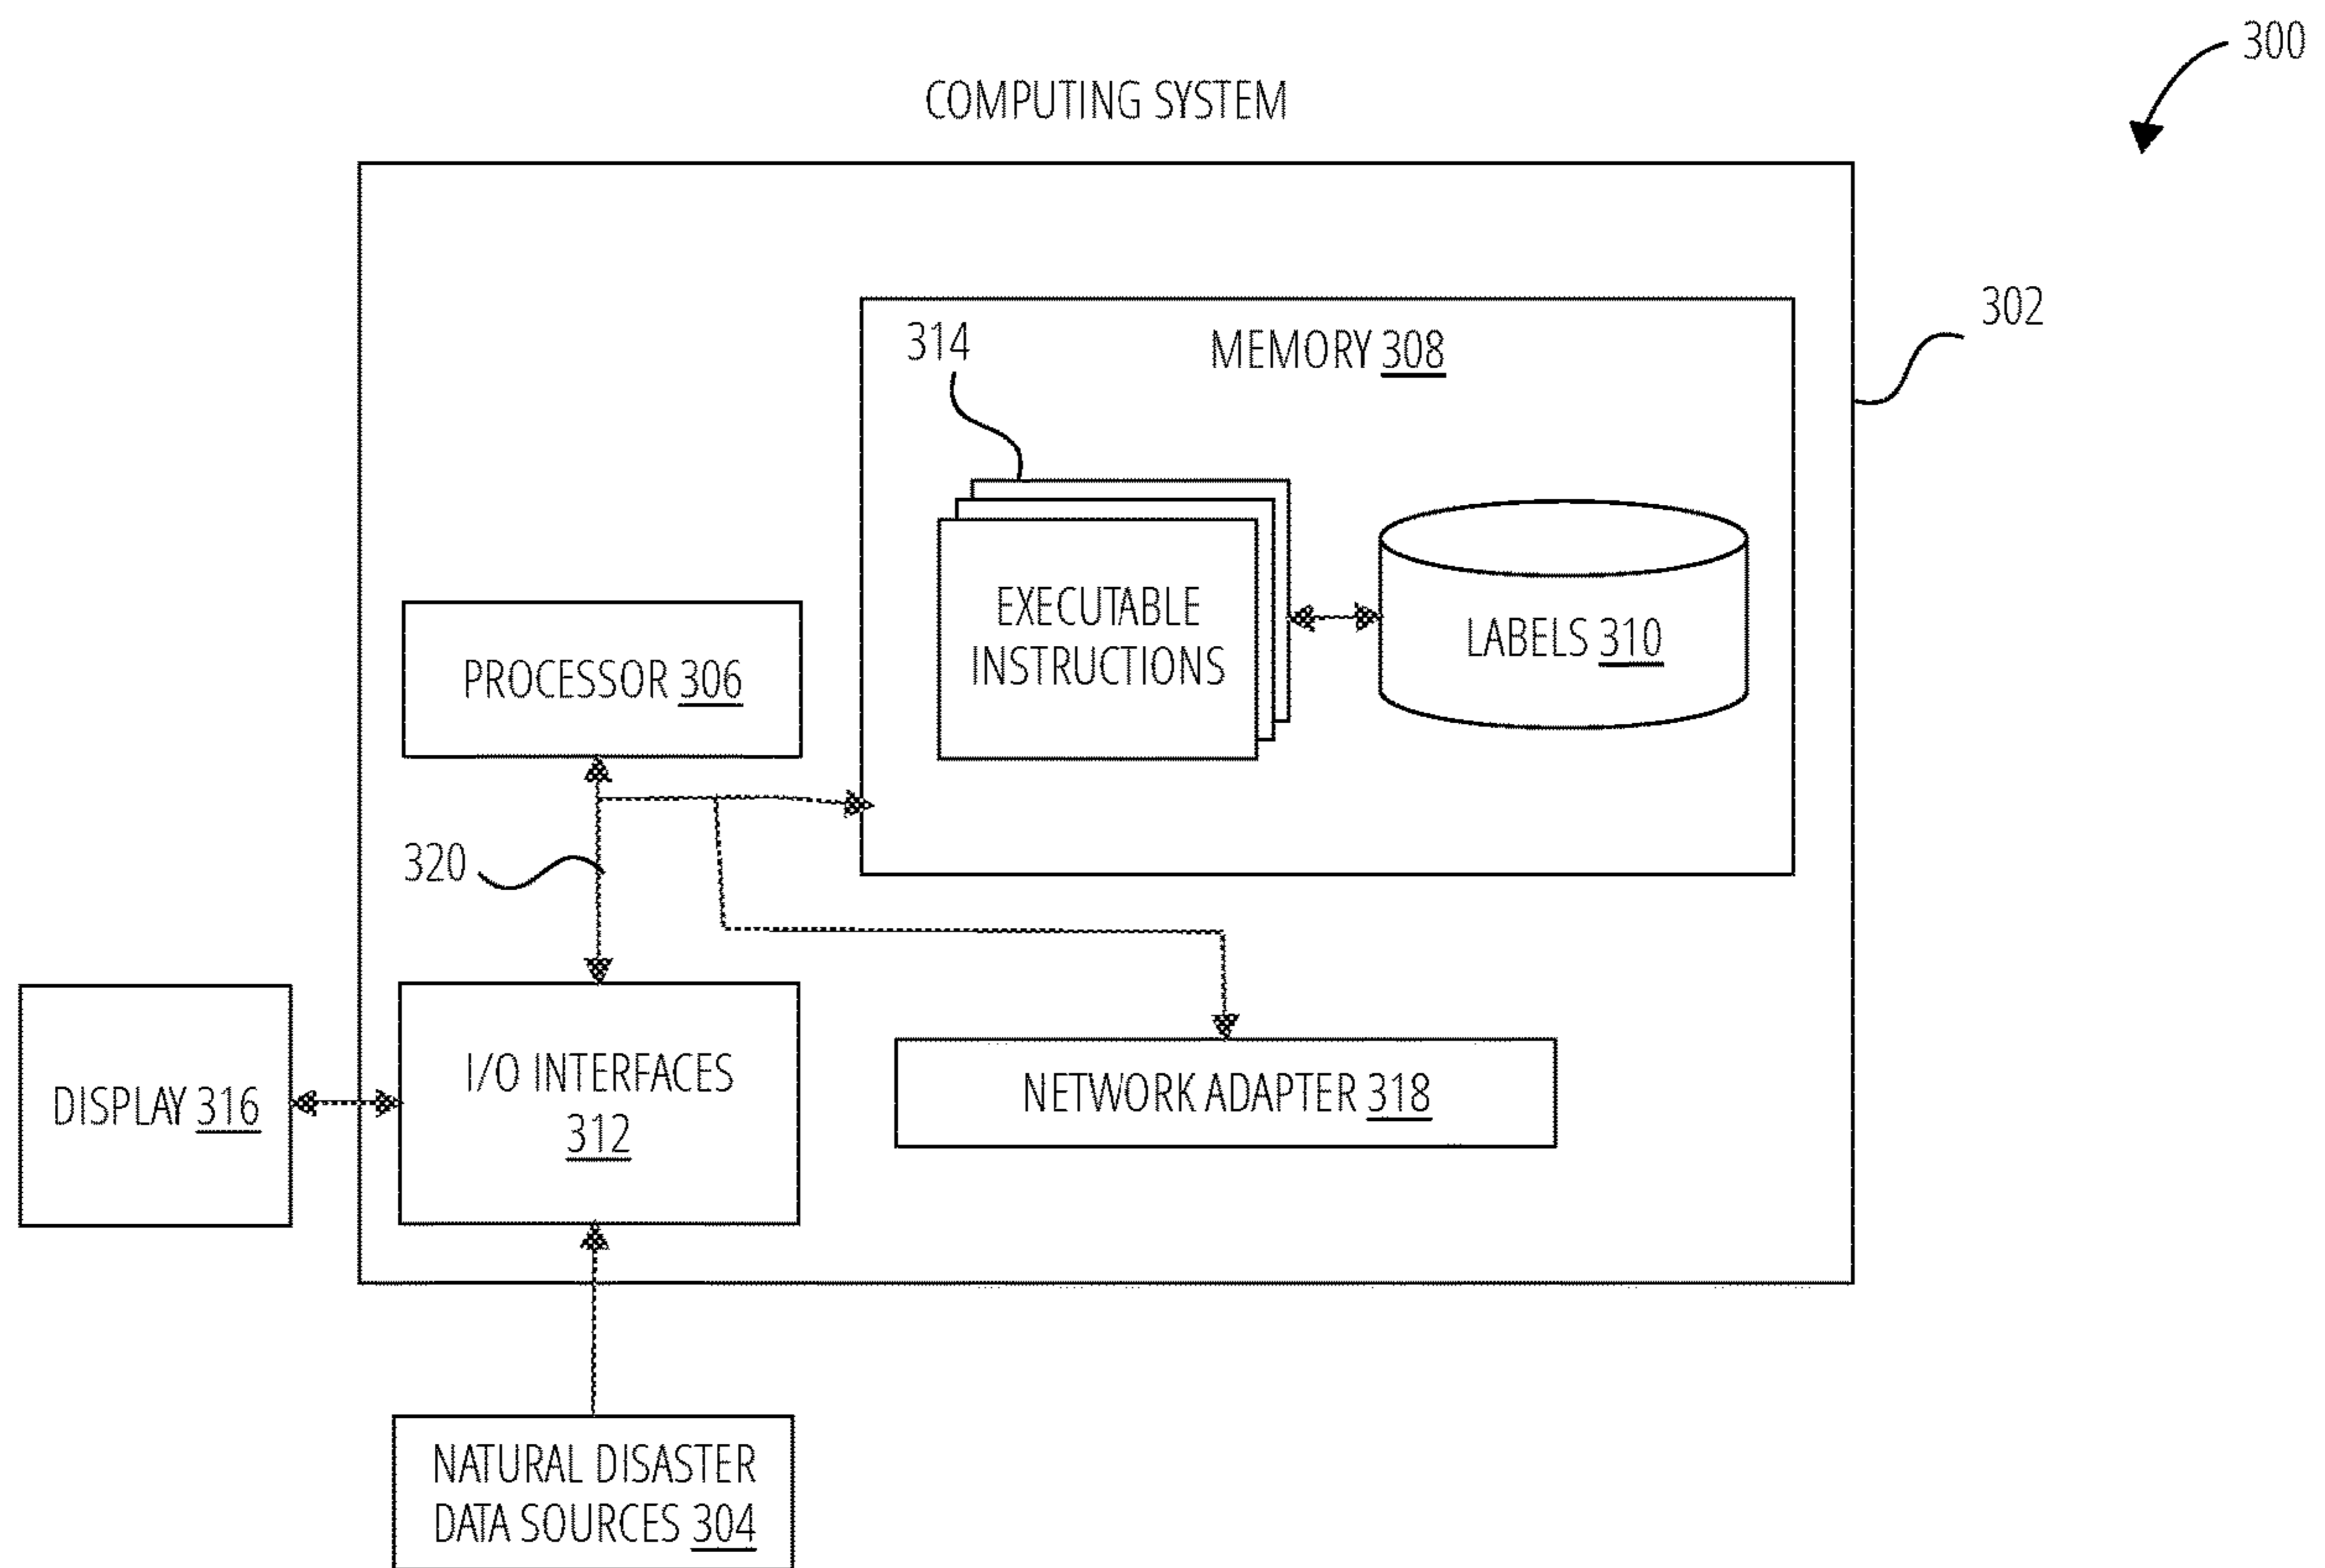 300
COMPUTING SYSTEM
302
314
MEMORY 308
EXECUTABLE
INSTRUCTIONS
LABELS 310
PROCESSOR 306
320
I/O INTERFACES
312
DISPLAY 316
NETWORK ADAPTER 318
NATURAL DISASTER
DATA SOURCES 304